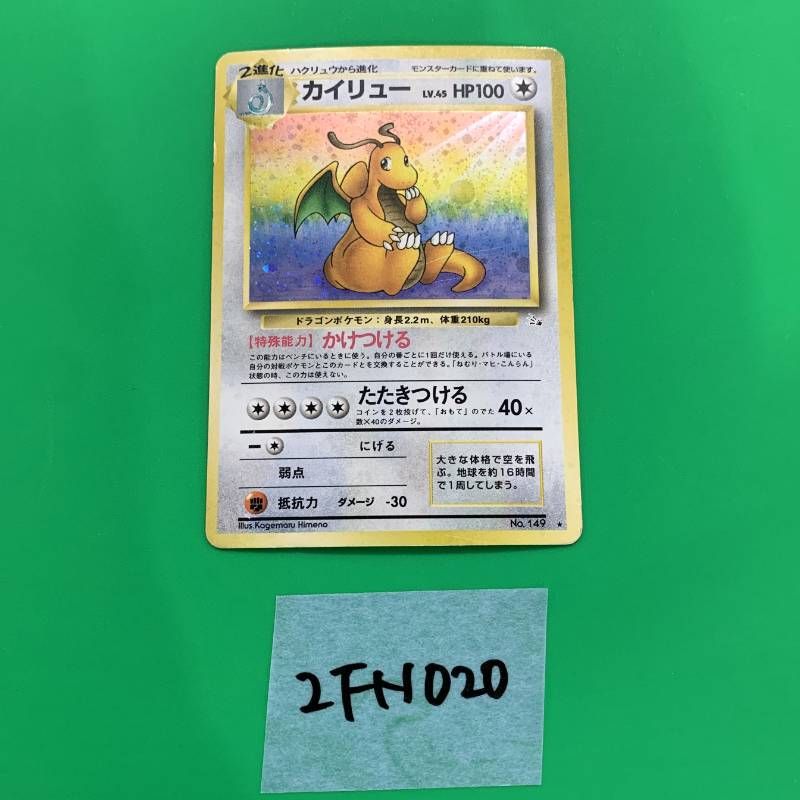 2進化 ハクリュウから進化 モンスターカードに重ねて使います。
カイリュー LV.45 HP100
ドラゴンポケモン:身長2.2m、体重210kg
【特殊能力】かけつける
この能力はベンチにいるときに使う。自分の番ごとに1回だけ使える。バトル場にいる
自分の対戦ポケモンとこのカードとを交換することができる。「ねむり・マヒ・こんらん」
状態の時、この力は使えない。
たたきつける
コインを2枚投げて、「おもて」のでた
数×40のダメージ。
40×
ー にげる
弱点
抵抗力 ダメージ -30
大きな体格で空を飛
ぶ。地球を約16時間
で1周してしまう。
Illus.Kagemaru Himeno No. 149 ★
2FN020